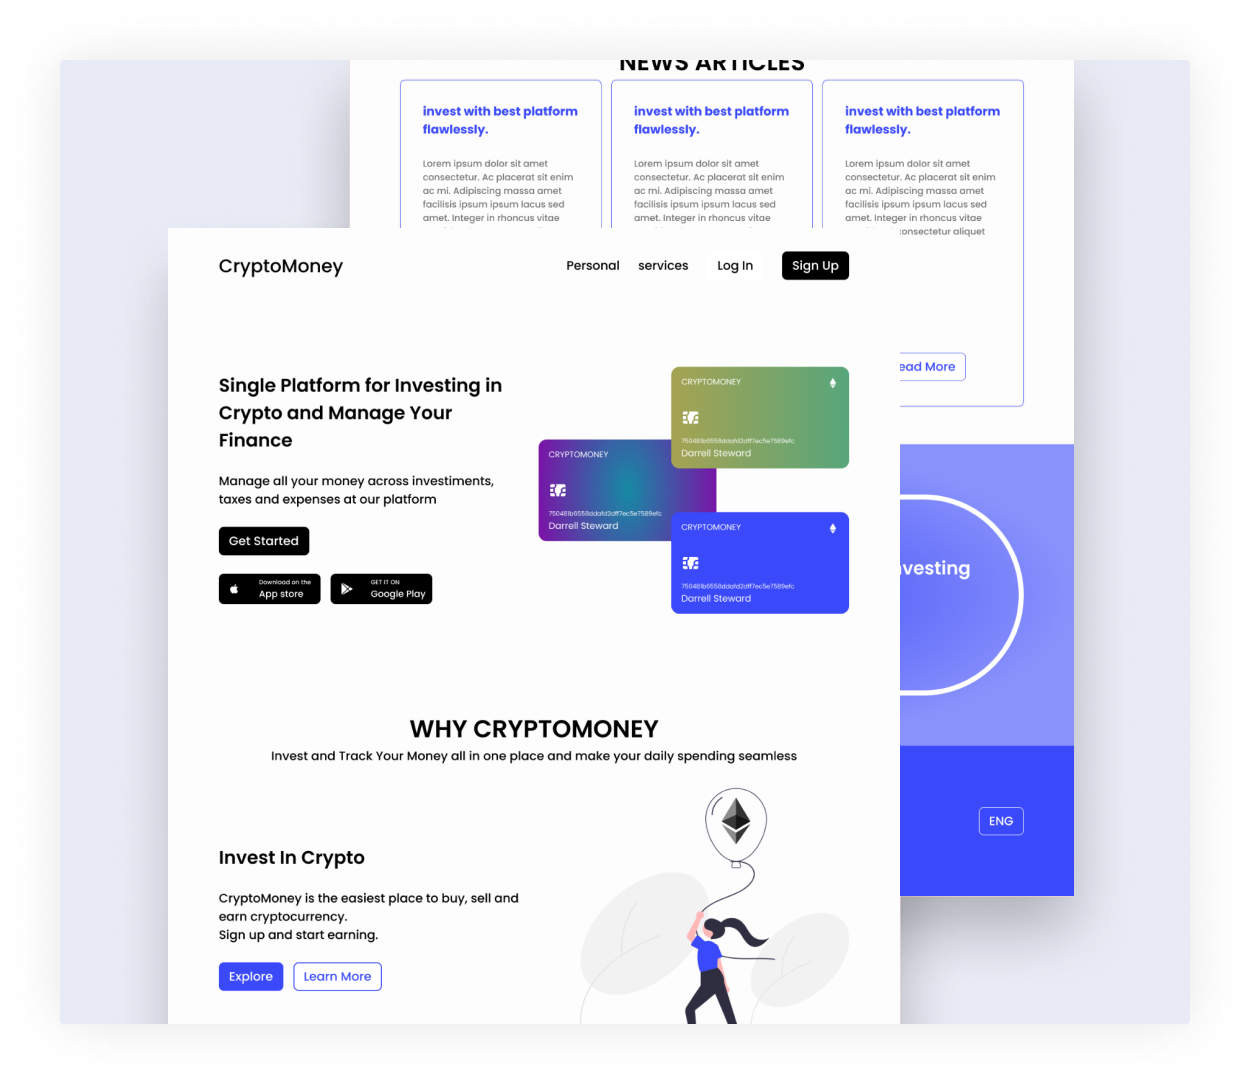 NEWS ARTICLES
invest with best platform
flawlessly.
Lorem ipsum dolor sit amet
consectetur. Ac placerat sit enim
ac mi. Adipiscing massa amet
facilisis ipsum ipsum lacus sed
amet. Integer in rhoncus vitae
invest with best platform
flawlessly.
Lorem ipsum dolor sit amet
consectetur. Ac placerat sit enim
ac mi. Adipiscing massa amet
facilisis ipsum ipsum lacus sed
amet. Integer in rhoncus vitae
invest with best platform
flawlessly.
Lorem ipsum dolor sit amet
consectetur. Ac placerat sit enim
ac mi. Adipiscing massa amet
facilisis ipsum ipsum lacus sed
amet. Integer in rhoncus vitae
consectetur aliquet
ead More
vesting
ENG
CryptoMoney
Personal services Log In Sign Up
Single Platform for Investing in
Crypto and Manage Your
Finance
Manage all your money across investiments,
taxes and expenses at our platform
Get Started
Download on the
App store
GET IT ON
Google Play
CRYPTOMONEY
750481b6558ddafd2dff7ec5e7589efc
Darrell Steward
CRYPTOMONEY
750481b6558ddafd2dff7ec5e7589efc
Darrell Steward
CRYPTOMONEY
750481b6558ddafd2dff7ec5e7589efc
Darrell Steward
WHY CRYPTOMONEY
Invest and Track Your Money all in one place and make your daily spending seamless
Invest In Crypto
CryptoMoney is the easiest place to buy, sell and
earn cryptocurrency.
Sign up and start earning.
Explore
Learn More